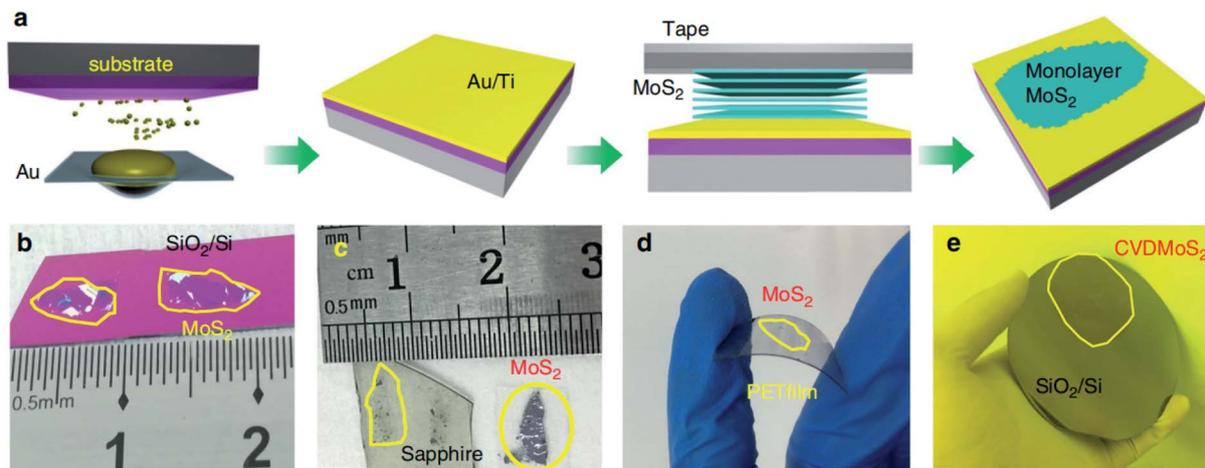 a
substrate
Au
Au/Ti
Tape
MoS₂
Monolayer
MoS₂
b
SiO₂/Si
MoS₂
0.5mm
1
2
c
mm
cm
1
2
3
0.5mm
MoS₂
Sapphire
d
MoS₂
PETfilm
e
CVDMoS₂
SiO₂/Si